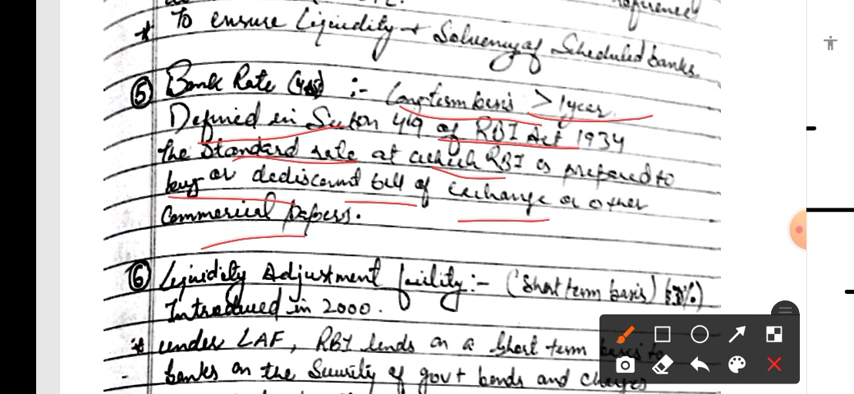 * To ensure Liquidity + Solvency of Scheduled banks
⑤ Bank Rate :- Long term basis > 1 year
Defined in Section 49 of RBI Act 1934
the standard rate at which RBI is prepared to
buy or rediscount bill of exchange or other
Commercial papers.
⑥ Liquidity Adjustment facility :- (Short term basis)
Introduced in 2000.
* under LAF, RBI lends on a short term basis to
banks on the Security of govt bonds and charges